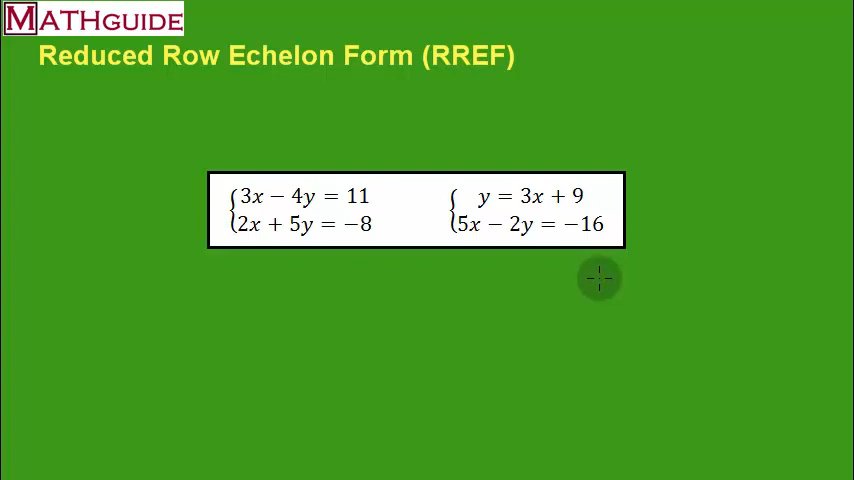 MATHGUIDE
Reduced Row Echelon Form (RREF)
3x − 4y = 11
2x + 5y = −8
y = 3x + 9
5x − 2y = −16